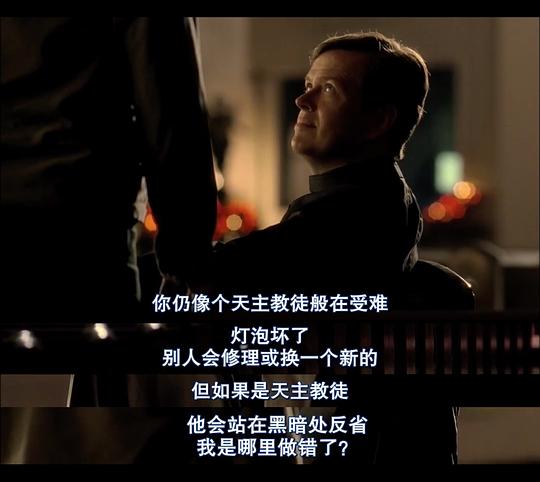 你仍像个天主教徒般在受难
灯泡坏了
别人会修理或换一个新的
但如果是天主教徒
他会站在黑暗处反省
我是哪里做错了?